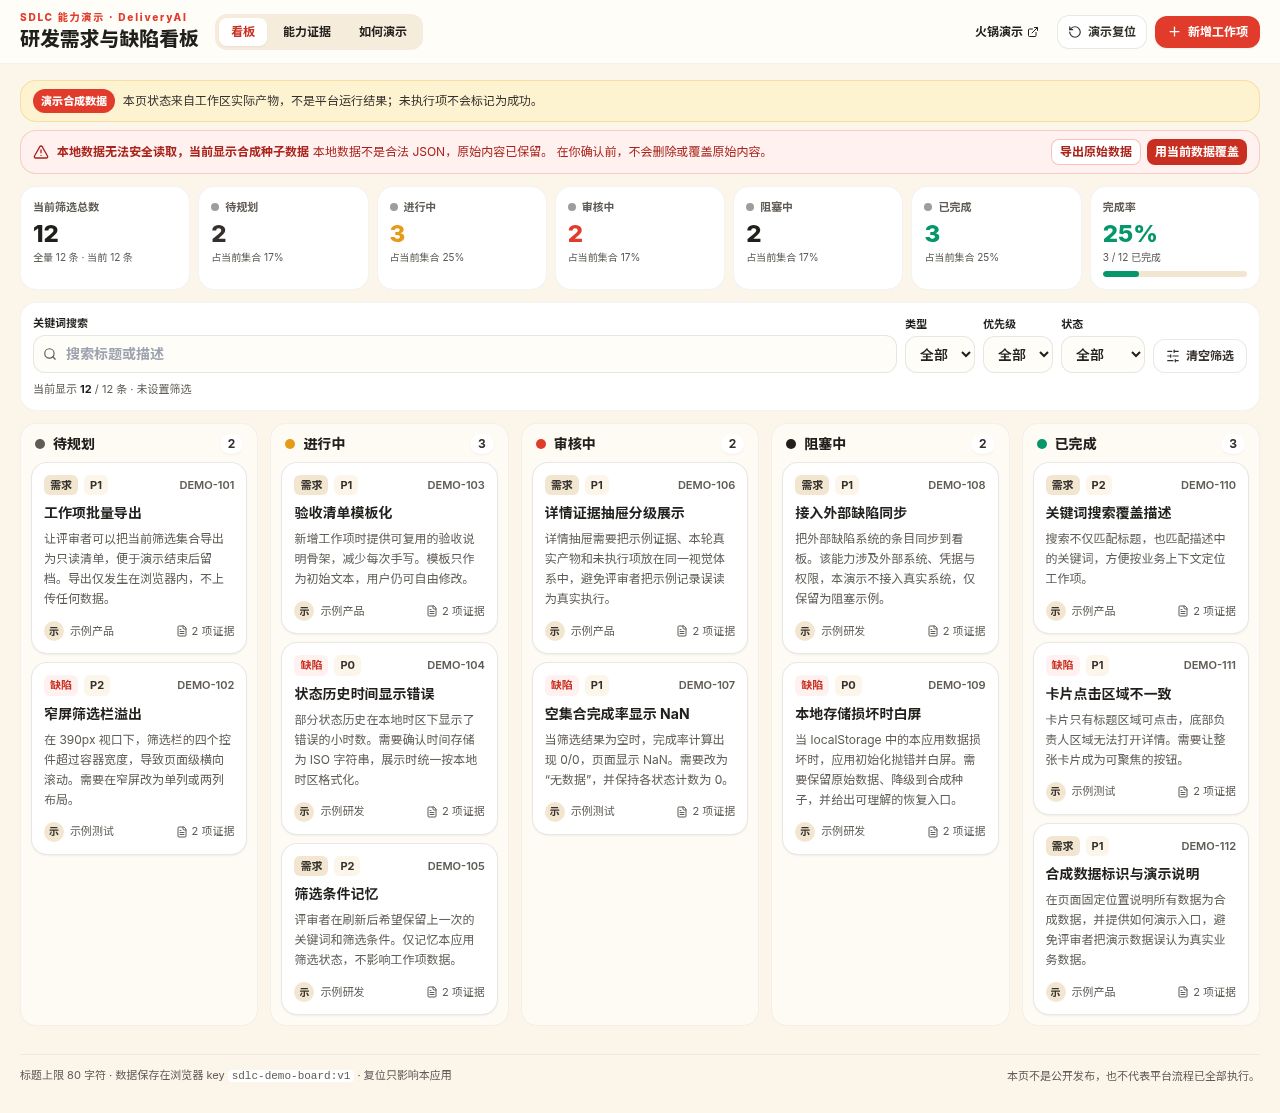 SDLC 能力演示 · DeliveryAI
研发需求与缺陷看板
看板 能力证据 如何演示
火锅演示
演示复位
新增工作项
演示合成数据 本页状态来自工作区实际产物，不是平台运行结果；未执行项不会标记为成功。
本地数据无法安全读取，当前显示合成种子数据 本地数据不是合法 JSON，原始内容已保留。 在你确认前，不会删除或覆盖原始内容。
导出原始数据
用当前数据覆盖
当前筛选总数
12
全量 12 条 · 当前 12 条
待规划
2
占当前集合 17%
进行中
3
占当前集合 25%
审核中
2
占当前集合 17%
阻塞中
2
占当前集合 17%
已完成
3
占当前集合 25%
完成率
25%
3 / 12 已完成
关键词搜索
搜索标题或描述
类型
全部
优先级
全部
状态
全部
清空筛选
当前显示 12 / 12 条 · 未设置筛选
待规划 2
需求 P1 DEMO-101
工作项批量导出
让评审者可以把当前筛选集合导出
为只读清单，便于演示结束后留
档。导出仅发生在浏览器内，不上
传任何数据。
示 示例产品 2 项证据
缺陷 P2 DEMO-102
窄屏筛选栏溢出
在 390px 视口下，筛选栏的四个控
件超过容器宽度，导致页面级横向
滚动。需要在窄屏改为单列或两列
布局。
示 示例测试 2 项证据
进行中 3
需求 P1 DEMO-103
验收清单模板化
新增工作项时提供可复用的验收说
明骨架，减少每次手写。模板只作
为初始文本，用户仍可自由修改。
示 示例产品 2 项证据
缺陷 P0 DEMO-104
状态历史时间显示错误
部分状态历史在本地时区下显示了
错误的小时数。需要确认时间存储
为 ISO 字符串，展示时统一按本地
时区格式化。
示 示例研发 2 项证据
需求 P2 DEMO-105
筛选条件记忆
评审者在刷新后希望保留上一次的
关键词和筛选条件。仅记忆本应用
筛选状态，不影响工作项数据。
示 示例研发 2 项证据
审核中 2
需求 P1 DEMO-106
详情证据抽屉分级展示
详情抽屉需要把示例证据、本轮真
实产物和未执行项放在同一视觉体
系中，避免评审者把示例记录误读
为真实执行。
示 示例产品 2 项证据
缺陷 P1 DEMO-107
空集合完成率显示 NaN
当筛选结果为空时，完成率计算出
现 0/0，页面显示 NaN。需要改为
“无数据”，并保持各状态计数为 0。
示 示例测试 2 项证据
阻塞中 2
需求 P1 DEMO-108
接入外部缺陷同步
把外部缺陷系统的条目同步到看
板。该能力涉及外部系统、凭据与
权限，本演示不接入真实系统，仅
保留为阻塞示例。
示 示例研发 2 项证据
缺陷 P0 DEMO-109
本地存储损坏时白屏
当 localStorage 中的本应用数据损
坏时，应用初始化抛错并白屏。需
要保留原始数据、降级到合成种
子，并给出可理解的恢复入口。
示 示例研发 2 项证据
已完成 3
需求 P2 DEMO-110
关键词搜索覆盖描述
搜索不仅匹配标题，也匹配描述中
的关键词，方便按业务上下文定位
工作项。
示 示例产品 2 项证据
缺陷 P1 DEMO-111
卡片点击区域不一致
卡片只有标题区域可点击，底部负
责人区域无法打开详情。需要让整
张卡片成为可聚焦的按钮。
示 示例测试 2 项证据
需求 P1 DEMO-112
合成数据标识与演示说明
在页面固定位置说明所有数据为合
成数据，并提供如何演示入口，避
免评审者把演示数据误认为真实业
务数据。
示 示例产品 2 项证据
标题上限 80 字符 · 数据保存在浏览器 key sdlc-demo-board:v1 · 复位只影响本应用
本页不是公开发布，也不代表平台流程已全部执行。